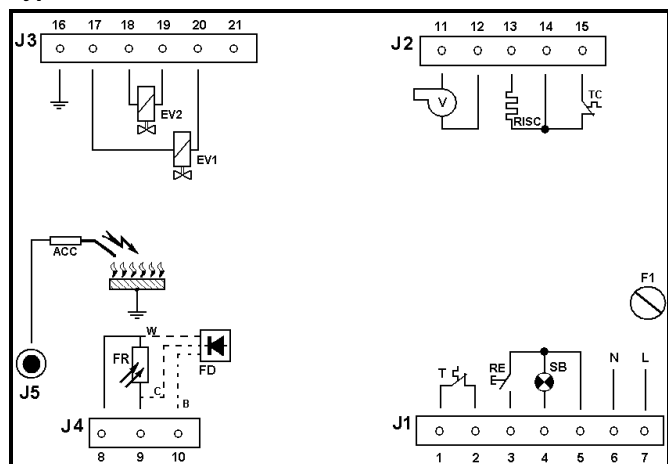 16 17 18 19 20 21
J3
EV2
EV1
11 12 13 14 15
J2
V
RISC
TC
ACC
J5
W
FR
FD
C
B
J4
8 9 10
F1
T
RE
SB
N
L
J1
1 2 3 4 5 6 7